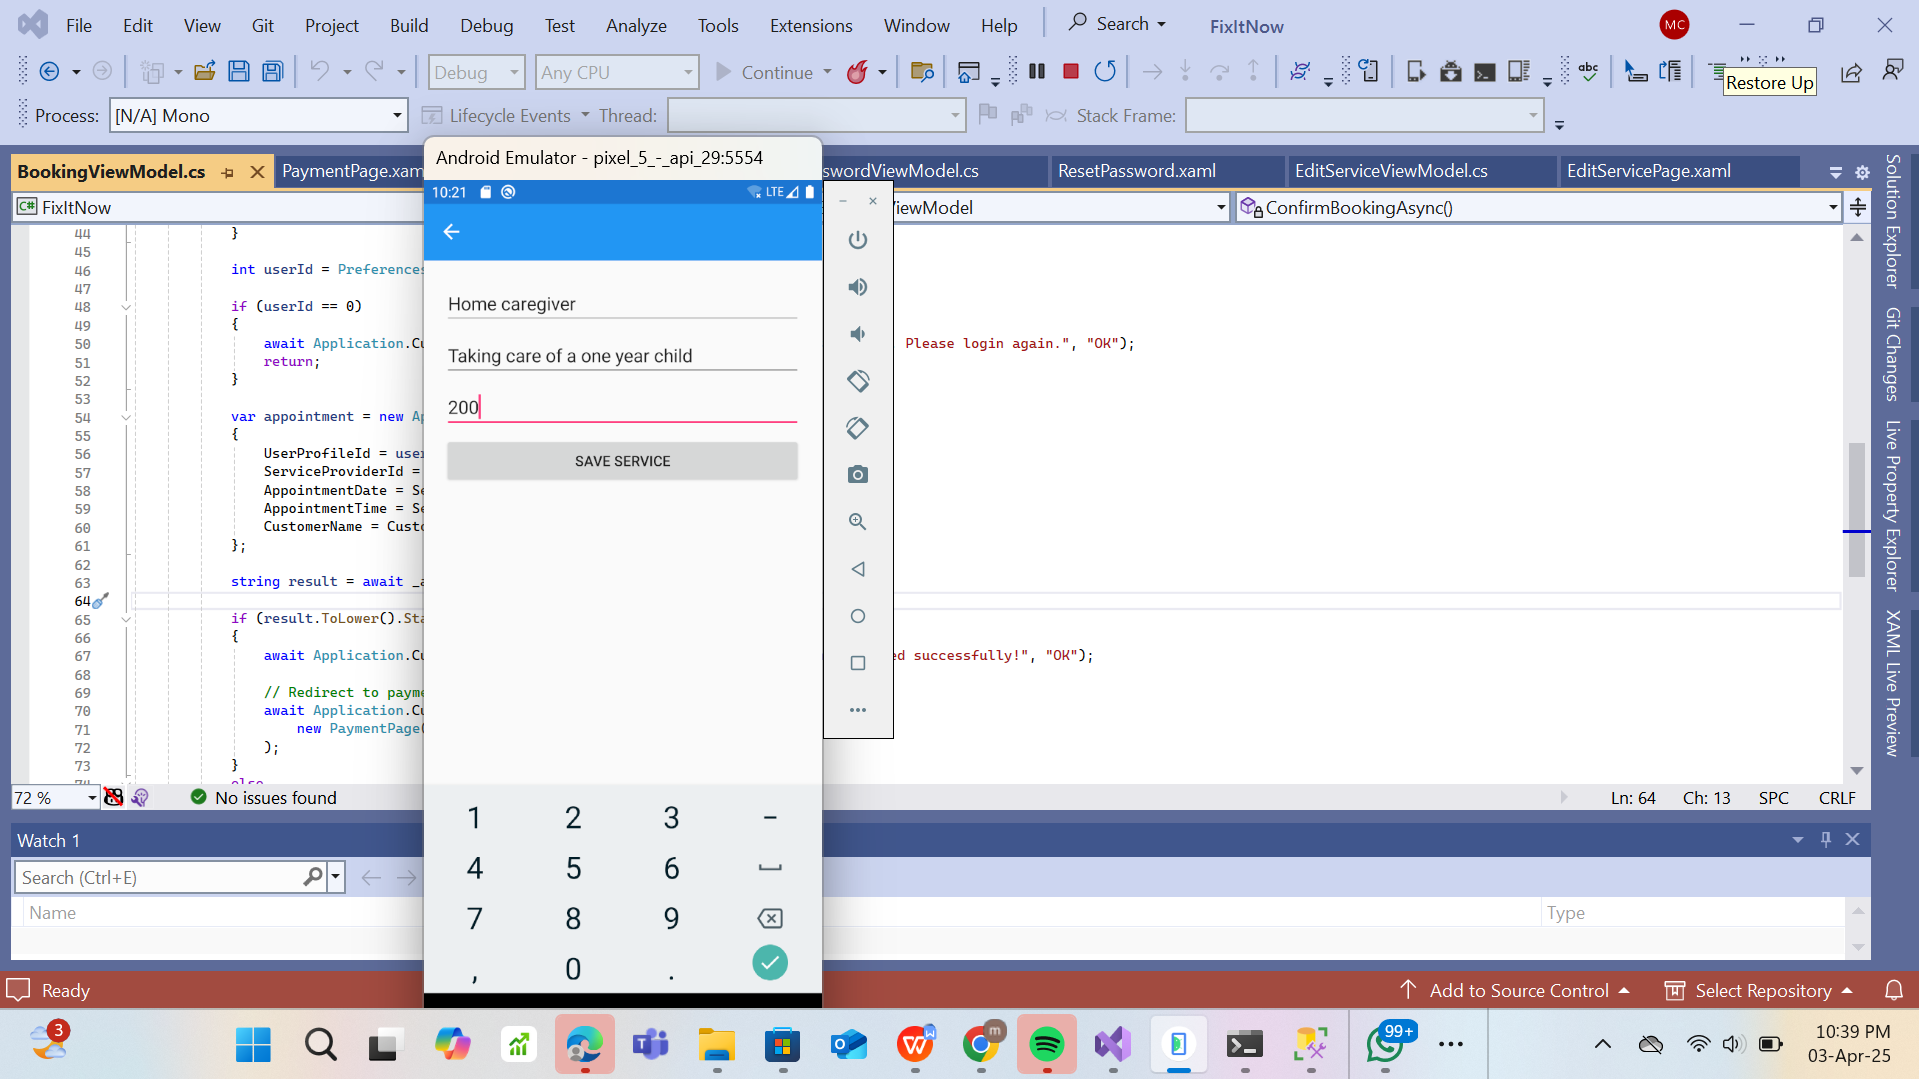 File Edit View Git Project Build Debug Test Analyze Tools Extensions Window Help Search FixItNow MC
Debug Any CPU Continue abc
Restore Up
Process: [N/A] Mono Lifecycle Events Thread: Stack Frame:
BookingViewModel.cs PaymentPage.xam swordViewModel.cs ResetPassword.xaml EditServiceViewModel.cs EditServicePage.xaml
C# FixItNow iewModel ConfirmBookingAsync()
44 }
45
46 int userId = Preferences
47
48 if (userId == 0)
49 {
50 await Application.Cu Please login again.", "OK");
51 return;
52 }
53
54 var appointment = new Ap
55 {
56 UserProfileId = user
57 ServiceProviderId =
58 AppointmentDate = Se
59 AppointmentTime = Se
60 CustomerName = Custo
61 };
62
63 string result = await _a
64
65 if (result.ToLower().Sta
66 {
67 await Application.Cu ed successfully!", "OK");
68
69 // Redirect to payme
70 await Application.Cu
71 new PaymentPage(
72 );
73 }
74 else
72 % No issues found Ln: 64 Ch: 13 SPC CRLF
Android Emulator - pixel_5_-_api_29:5554
10:21 LTE
Home caregiver
Taking care of a one year child
200
SAVE SERVICE
1 2 3 -
4 5 6
7 8 9
, 0 .
Solution Explorer
Git Changes
Live Property Explorer
XAML Live Preview
Watch 1
Search (Ctrl+E)
Name Type
Ready Add to Source Control Select Repository
3 m 99+
10:39 PM
03-Apr-25